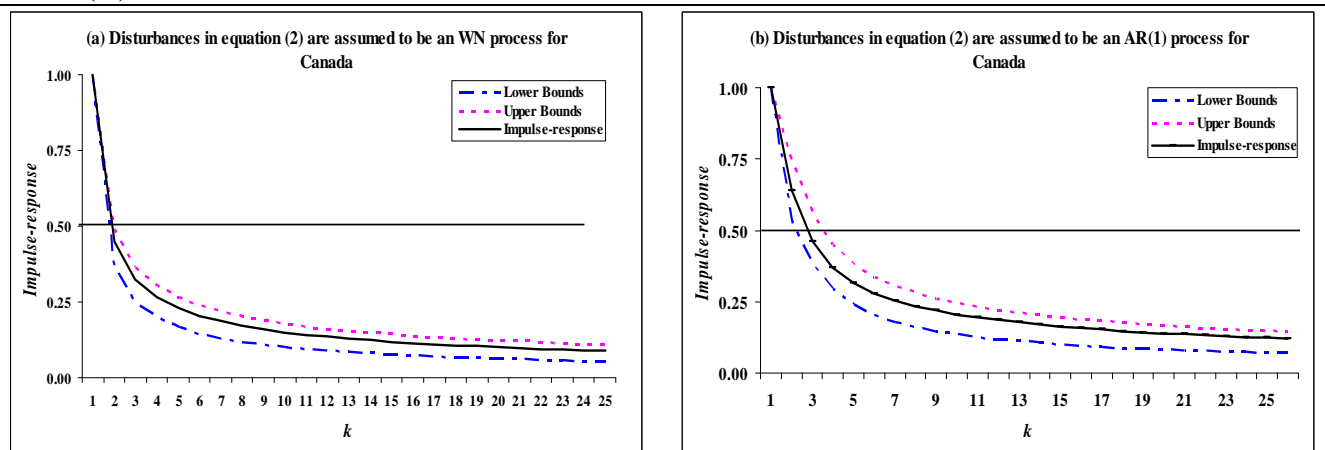 (a) Disturbances in equation (2) are assumed to be an WN process for
Canada
1.00
0.75
0.50
0.25
0.00
Impulse-response
Lower Bounds
Upper Bounds
Impulse-response
1 2 3 4 5 6 7 8 9 10 11 12 13 14 15 16 17 18 19 20 21 22 23 24 25
k
(b) Disturbances in equation (2) are assumed to be an AR(1) process for
Canada
1.00
0.75
0.50
0.25
0.00
Impulse-response
Lower Bounds
Upper Bounds
Impulse-response
1 3 5 7 9 11 13 15 17 19 21 23 25
k